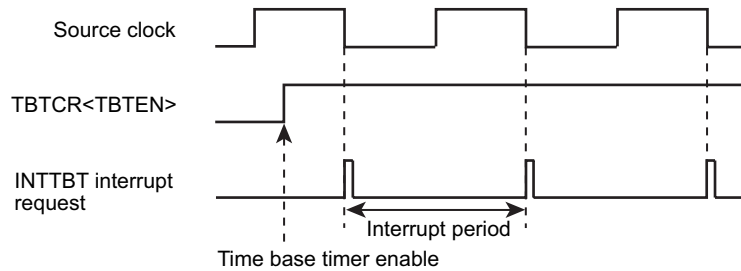 Source clock
TBTCR<TBTEN>
INTTBT interrupt
request
Interrupt period
Time base timer enable